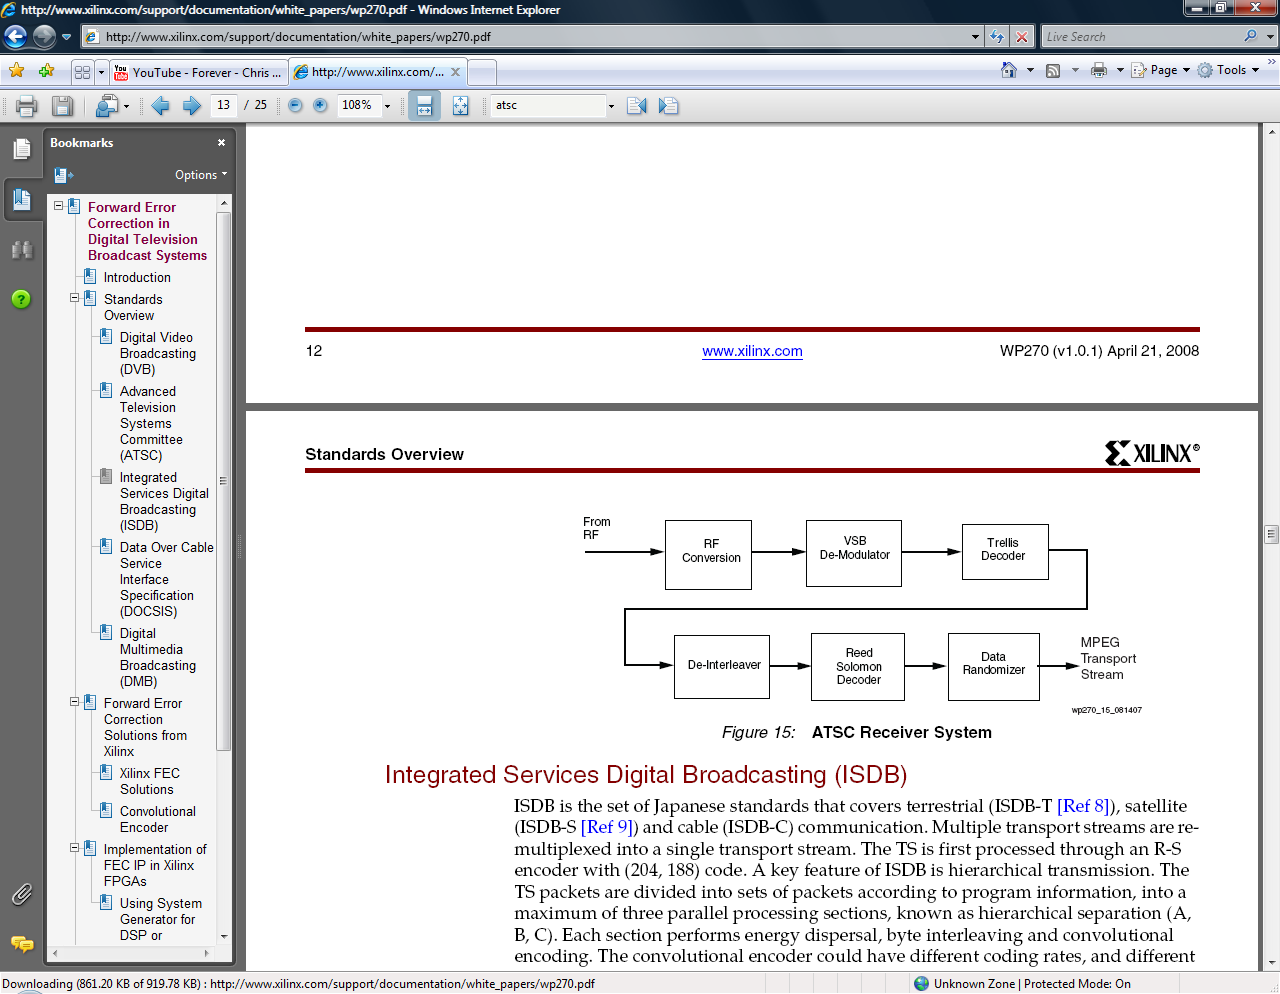 http://www.xilinx.com/support/documentation/white_papers/wp270.pdf - Windows Internet Explorer
http://www.xilinx.com/support/documentation/white_papers/wp270.pdf
Live Search
YouTube - Forever - Chris ...
http://www.xilinx.com/...
Page
Tools
13 / 25
108%
atsc
Bookmarks
Options
Forward Error
Correction in
Digital Television
Broadcast Systems
Introduction
Standards
Overview
Digital Video
Broadcasting
(DVB)
Advanced
Television
Systems
Committee
(ATSC)
Integrated
Services Digital
Broadcasting
(ISDB)
Data Over Cable
Service
Interface
Specification
(DOCSIS)
Digital
Multimedia
Broadcasting
(DMB)
Forward Error
Correction
Solutions from
Xilinx
Xilinx FEC
Solutions
Convolutional
Encoder
Implementation of
FEC IP in Xilinx
FPGAs
Using System
Generator for
DSP or
12
www.xilinx.com
WP270 (v1.0.1) April 21, 2008
Standards Overview
XILINX®
From
RF
RF
Conversion
VSB
De-Modulator
Trellis
Decoder
De-Interleaver
Reed
Solomon
Decoder
Data
Randomizer
MPEG
Transport
Stream
wp270_15_081407
Figure 15: ATSC Receiver System
Integrated Services Digital Broadcasting (ISDB)
ISDB is the set of Japanese standards that covers terrestrial (ISDB-T [Ref 8]), satellite
(ISDB-S [Ref 9]) and cable (ISDB-C) communication. Multiple transport streams are re-
multiplexed into a single transport stream. The TS is first processed through an R-S
encoder with (204, 188) code. A key feature of ISDB is hierarchical transmission. The
TS packets are divided into sets of packets according to program information, into a
maximum of three parallel processing sections, known as hierarchical separation (A,
B, C). Each section performs energy dispersal, byte interleaving and convolutional
encoding. The convolutional encoder could have different coding rates, and different
Downloading (861.20 KB of 919.78 KB) : http://www.xilinx.com/support/documentation/white_papers/wp270.pdf
Unknown Zone | Protected Mode: On